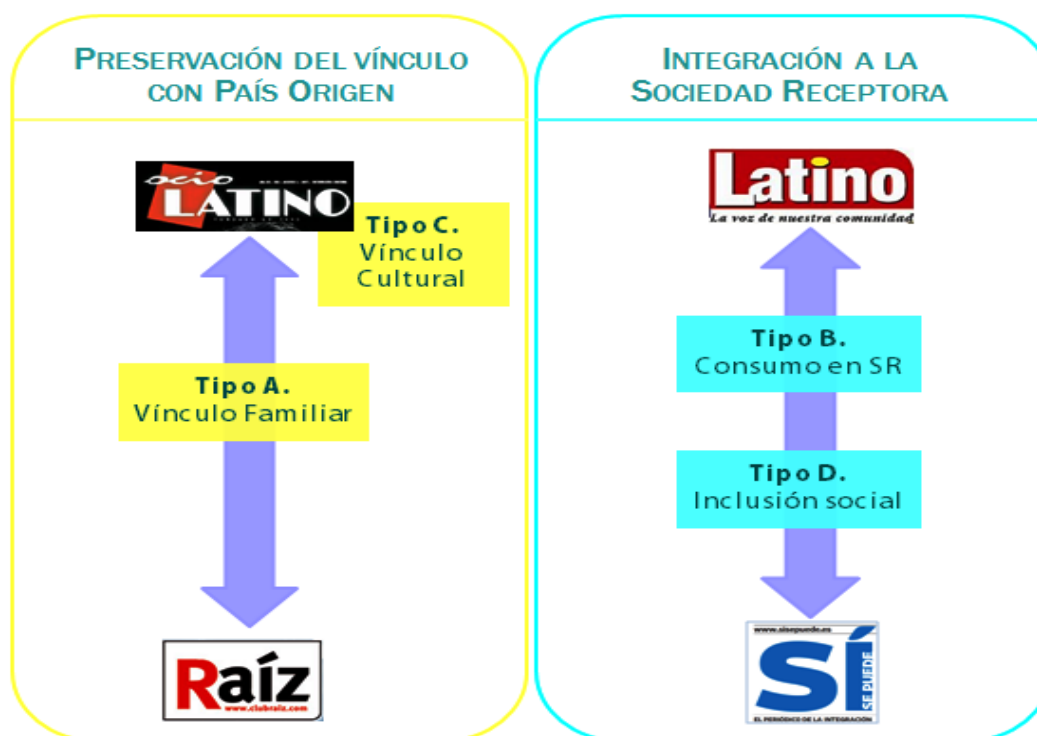 PRESERVACIÓN DEL VÍNCULO
CON PAÍS ORIGEN
ocio
LATINO
Tipo C.
Vínculo
Cultural
Tipo A.
Vínculo Familiar
Raíz
www.clubraiz.com
INTEGRACIÓN A LA
SOCIEDAD RECEPTORA
Latino
La voz de nuestra comunidad
Tipo B.
Consumo en SR
Tipo D.
Inclusión social
www.sisepuede.es
SÍ
SE PUEDE
EL PERIÓDICO DE LA INTEGRACIÓN